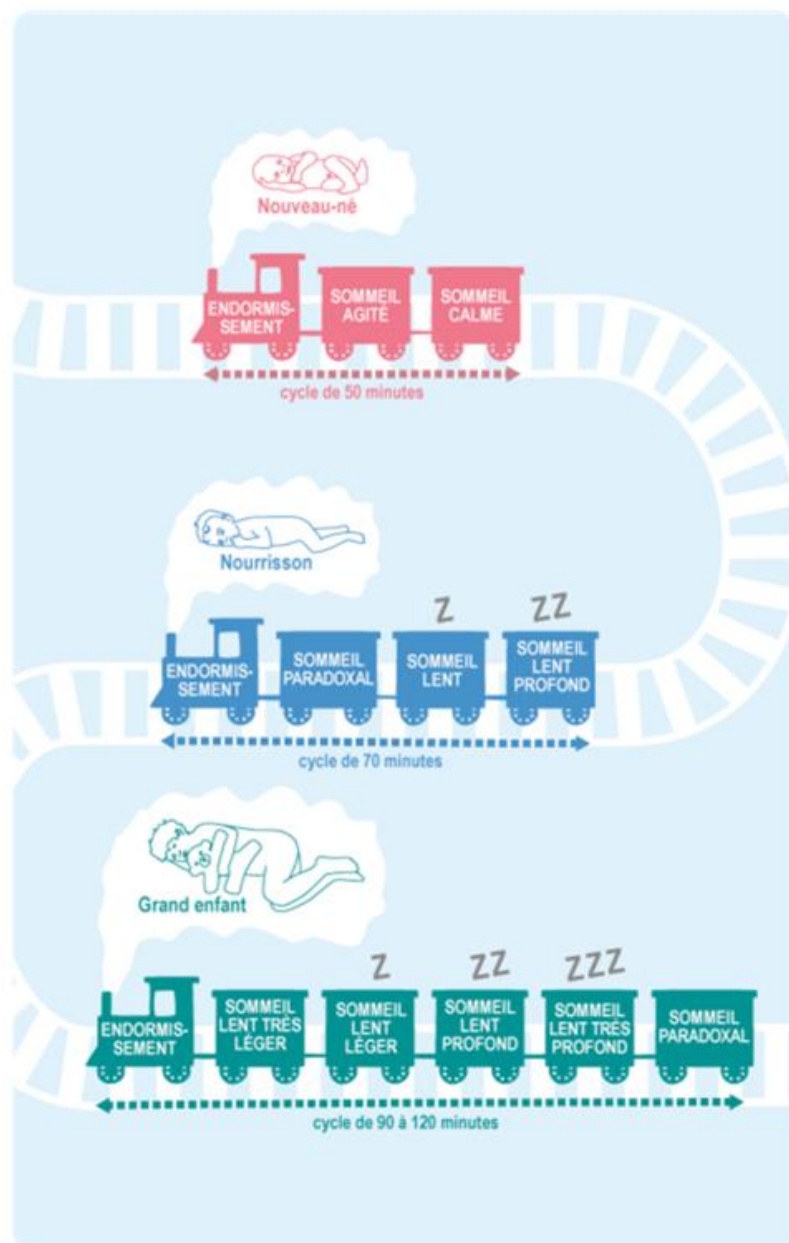 Nouveau-né
ENDORMIS-
SEMENT
SOMMEIL
AGITÉ
SOMMEIL
CALME
cycle de 50 minutes
Nourrisson
Z
ZZ
ENDORMIS-
SEMENT
SOMMEIL
PARADOXAL
SOMMEIL
LENT
SOMMEIL
LENT
PROFOND
cycle de 70 minutes
Grand enfant
Z
ZZ
ZZZ
ENDORMIS-
SEMENT
SOMMEIL
LENT TRÉS
LÉGER
SOMMEIL
LENT
LÉGER
SOMMEIL
LENT
PROFOND
SOMMEIL
LENT TRÉS
PROFOND
SOMMEIL
PARADOXAL
cycle de 90 à 120 minutes